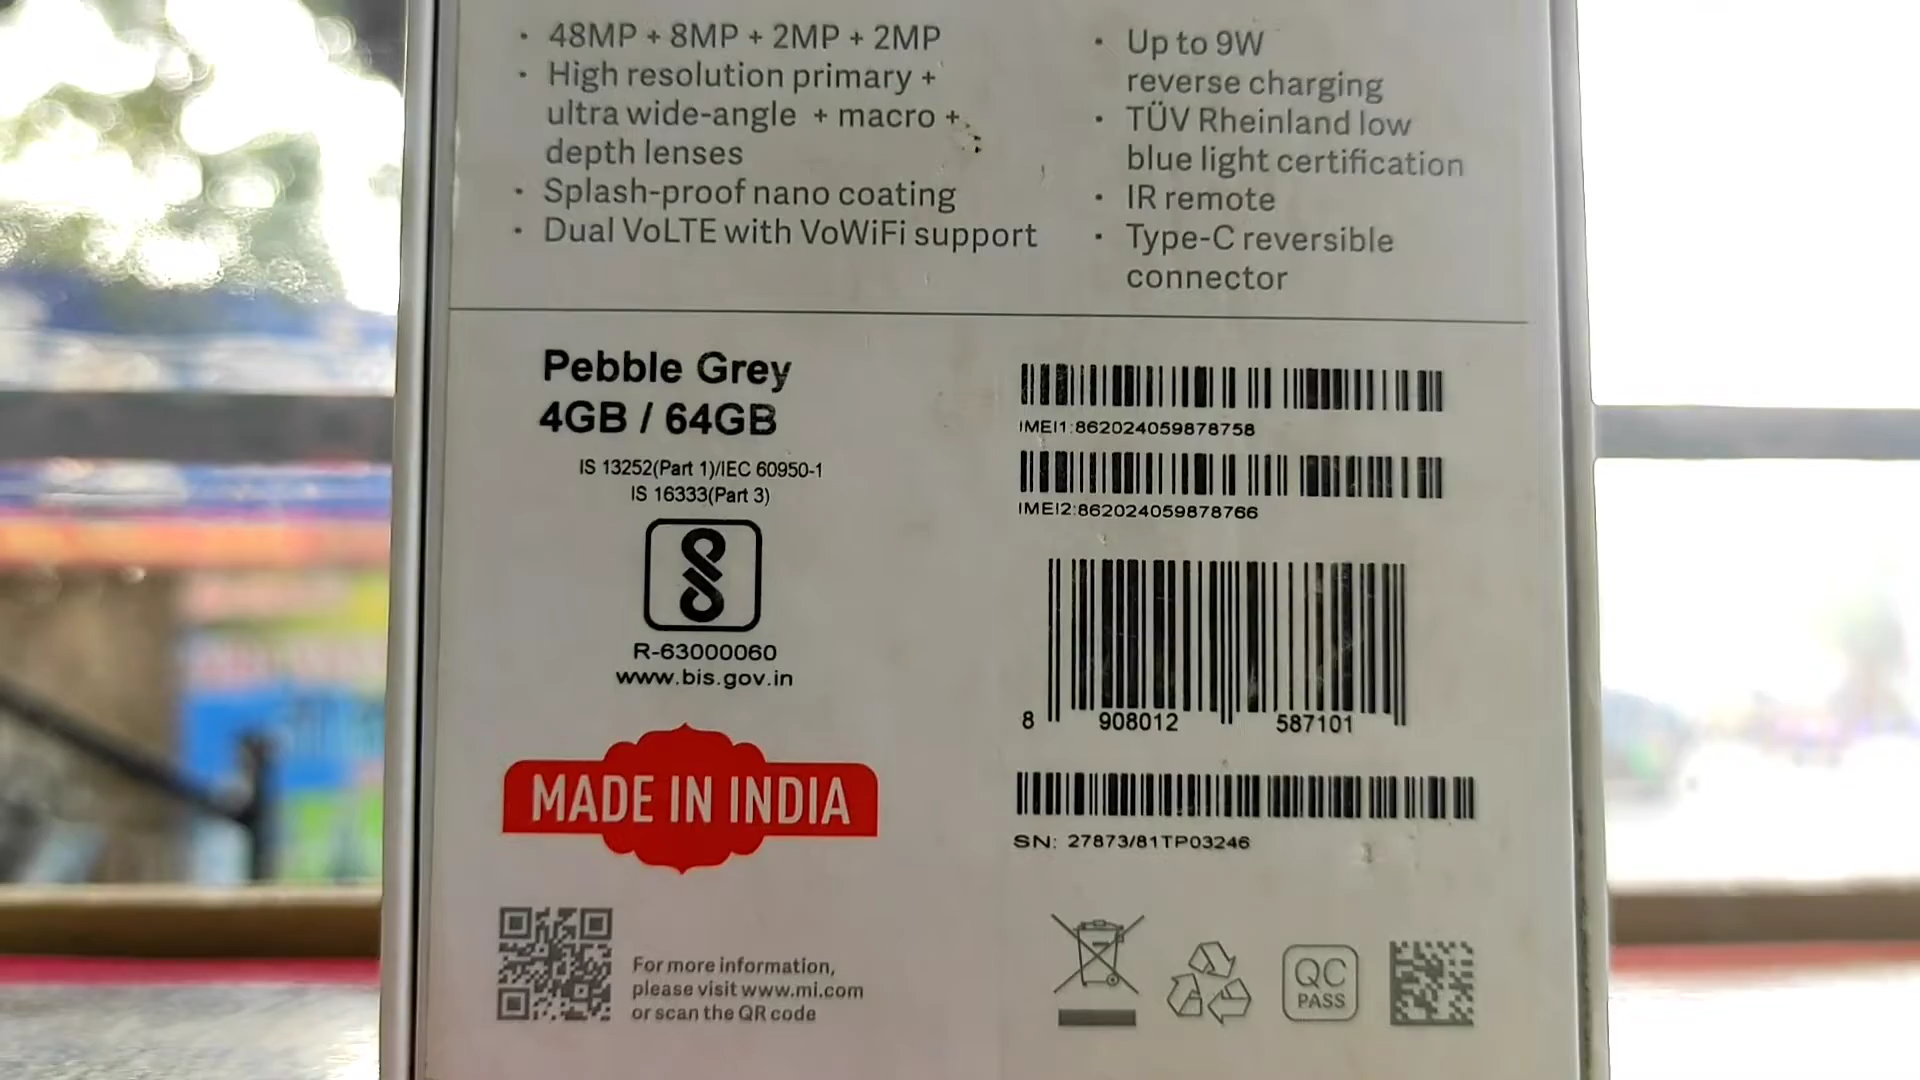 • 48MP + 8MP + 2MP + 2MP
• High resolution primary +
ultra wide-angle + macro +
depth lenses
• Splash-proof nano coating
• Dual VoLTE with VoWiFi support
• Up to 9W
reverse charging
• TÜV Rheinland low
blue light certification
• IR remote
• Type-C reversible
connector
Pebble Grey
4GB / 64GB
IS 13252(Part 1)/IEC 60950-1
IS 16333(Part 3)
R-63000060
www.bis.gov.in
MADE IN INDIA
For more information,
please visit www.mi.com
or scan the QR code
IMEI1:862024059878758
IMEI2:862024059878766
8 908012 587101
SN: 27873/81TP03246
QC
PASS